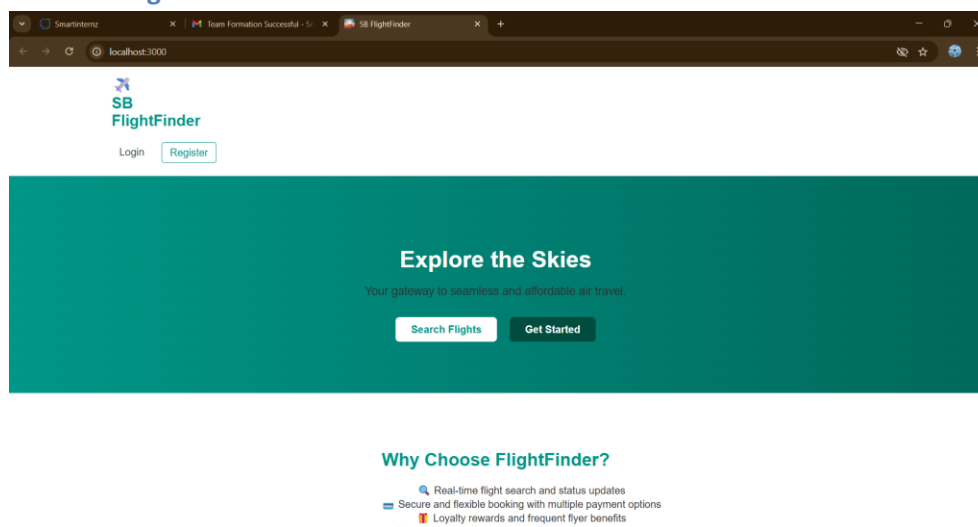 Smartinternz
Team Formation Successful - S
SB FlightFinder
localhost:3000
SB
FlightFinder
Login
Register
Explore the Skies
Your gateway to seamless and affordable air travel.
Search Flights
Get Started
Why Choose FlightFinder?
Real-time flight search and status updates
Secure and flexible booking with multiple payment options
Loyalty rewards and frequent flyer benefits